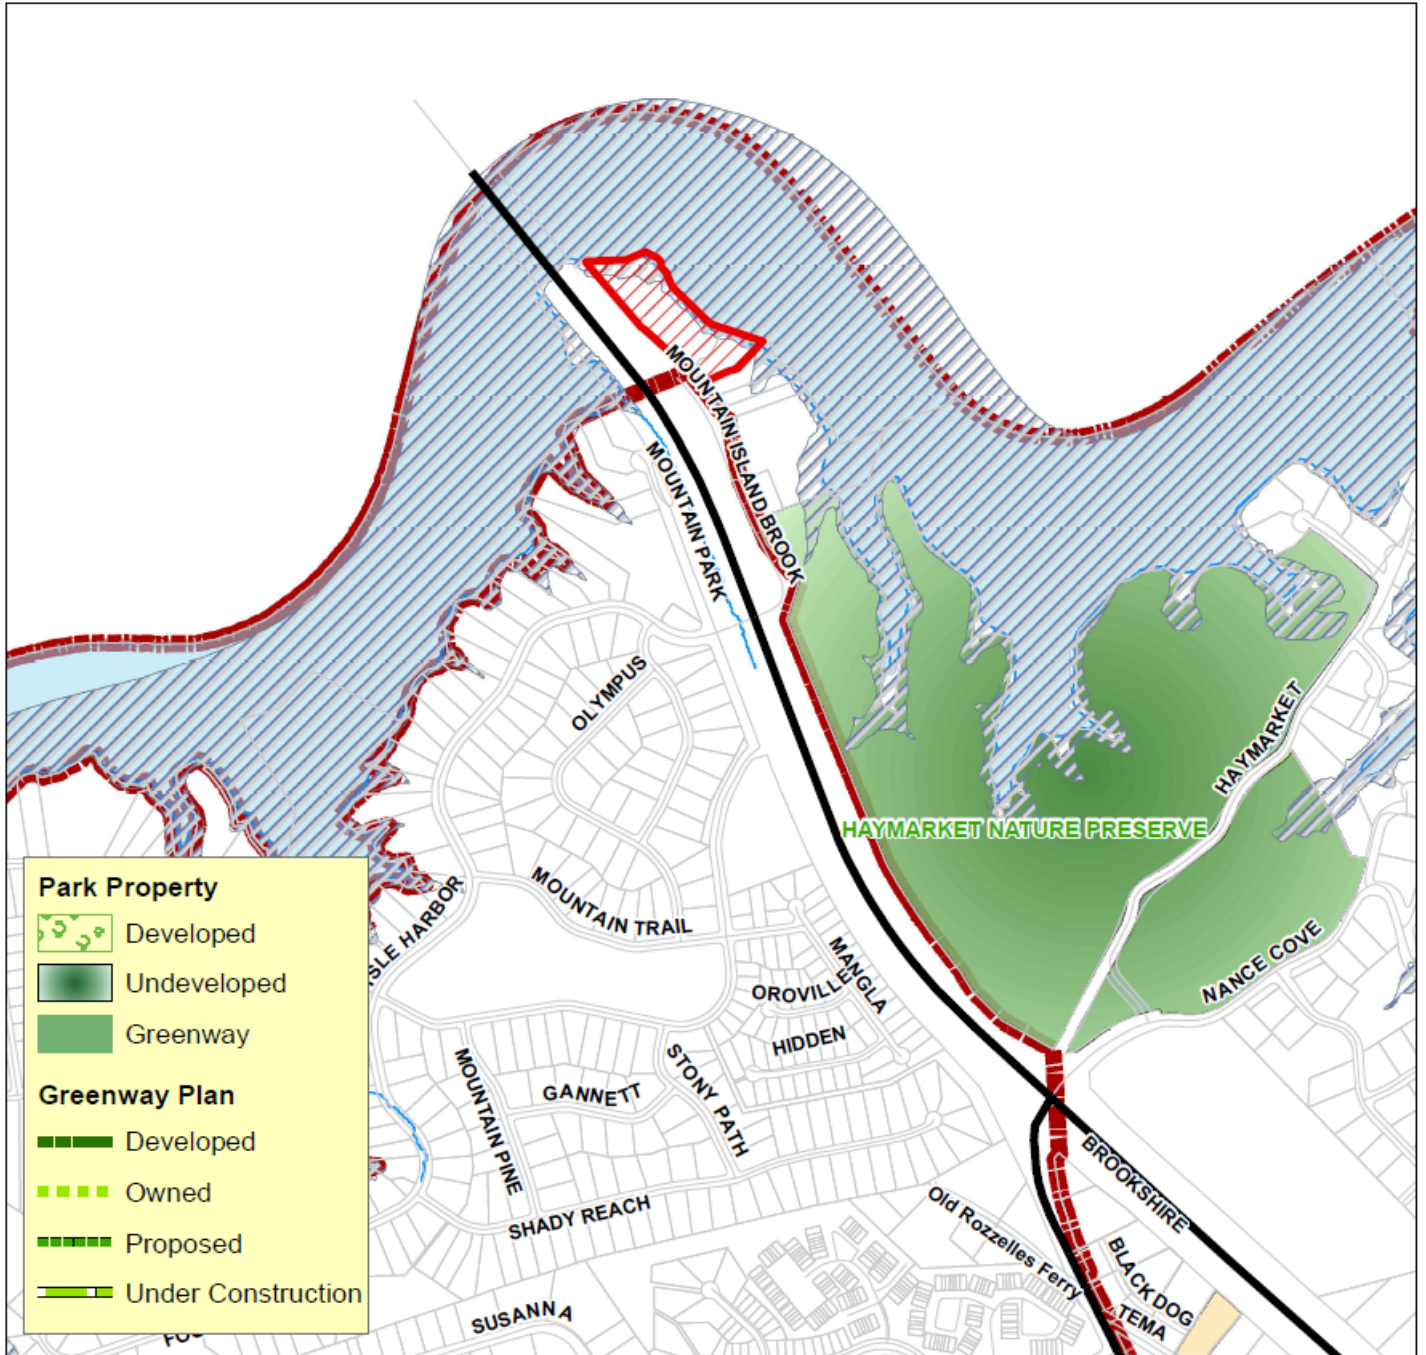 MOUNTAIN ISLAND BROOK
MOUNTAIN PARK
OLYMPUS
HAYMARKET
HAYMARKET NATURE PRESERVE
ISLE HARBOR
MOUNTAIN TRAIL
MANGLA
OROVILLE
NANCE COVE
HIDDEN
STONY PATH
GANNETT
MOUNTAIN PINE
SHADY REACH
BROOKSHIRE
Old Rozzelles Ferry
BLACK DOG
TEMA
SUSANNA
Park Property
Developed
Undeveloped
Greenway
Greenway Plan
Developed
Owned
Proposed
Under Construction